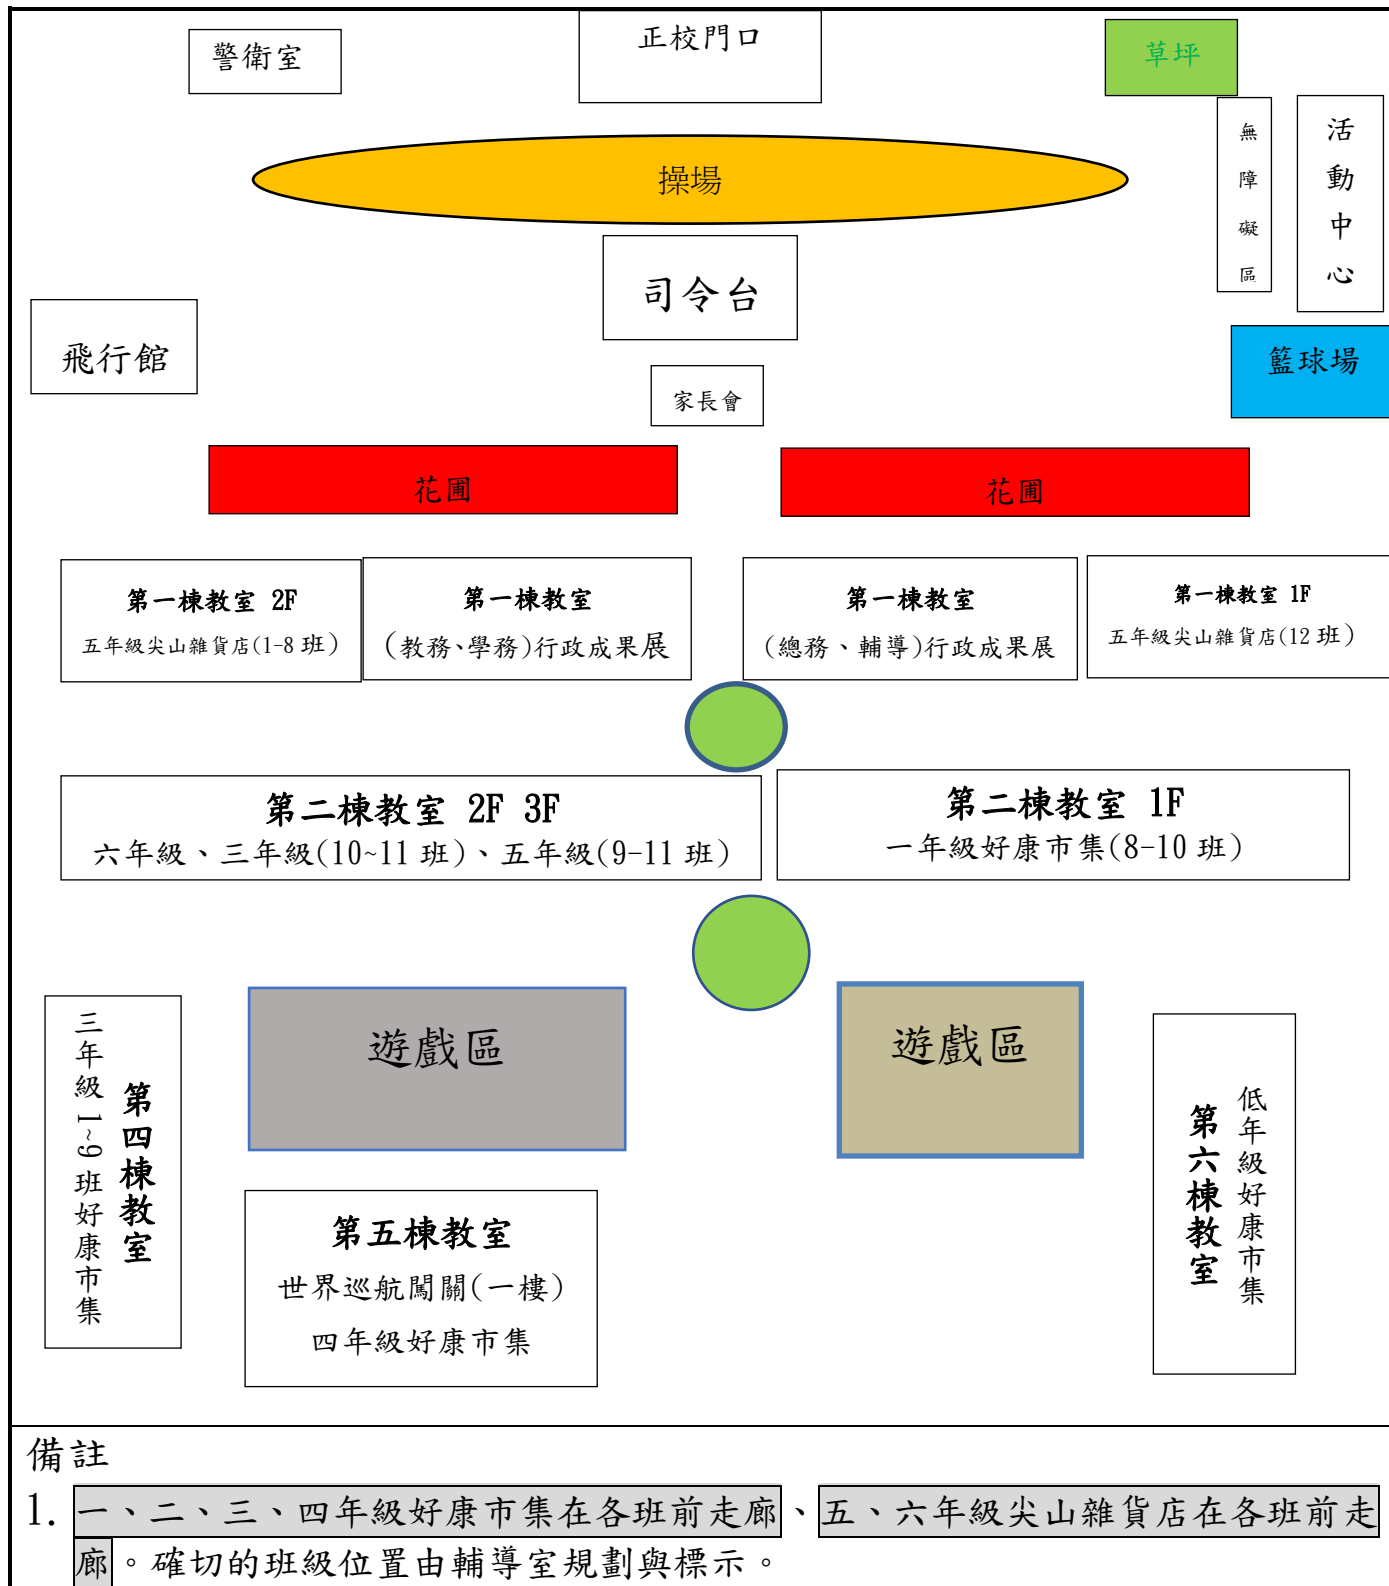 警衛室
正校門口
草坪
無障礙區
活動中心
操場
司令台
飛行館
籃球場
家長會
花圃
花圃
第一棟教室 2F
五年級尖山雜貨店(1-8 班)
第一棟教室
(教務、學務)行政成果展
第一棟教室
(總務、輔導)行政成果展
第一棟教室 1F
五年級尖山雜貨店(12 班)
第二棟教室 2F 3F
六年級、三年級(10~11 班)、五年級(9-11 班)
第二棟教室 1F
一年級好康市集(8-10 班)
遊戲區
遊戲區
第四棟教室
三年級 1~9 班好康市集
第五棟教室
世界巡航闖關(一樓)
四年級好康市集
低年級好康市集
第六棟教室
備註
1. 一、二、三、四年級好康市集在各班前走廊、五、六年級尖山雜貨店在各班前走
廊。確切的班級位置由輔導室規劃與標示。